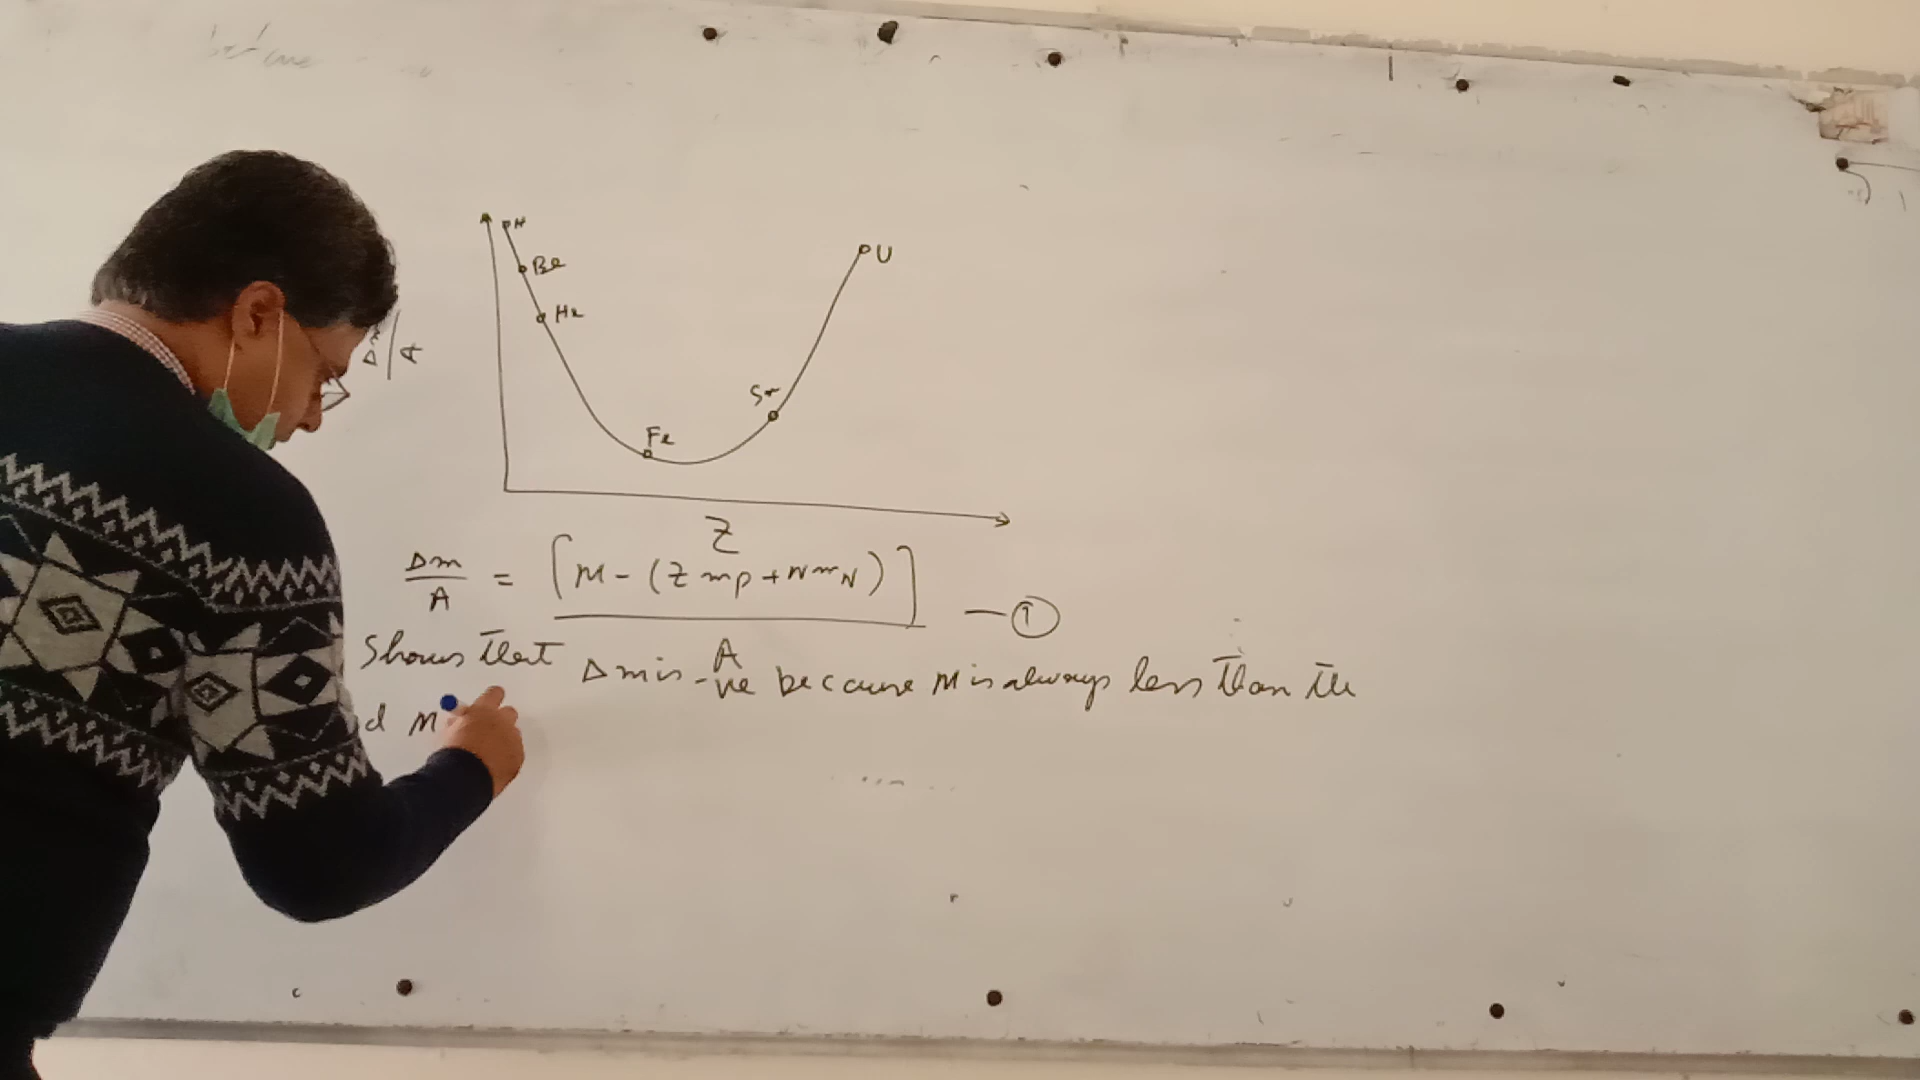 H
Be
He
U
Δm/A
Sr
Fe
Z
Δm/A = [M - (Z mp + N mN)]/A — ①
Shows that Δm is -ve because M is always less than the
d M